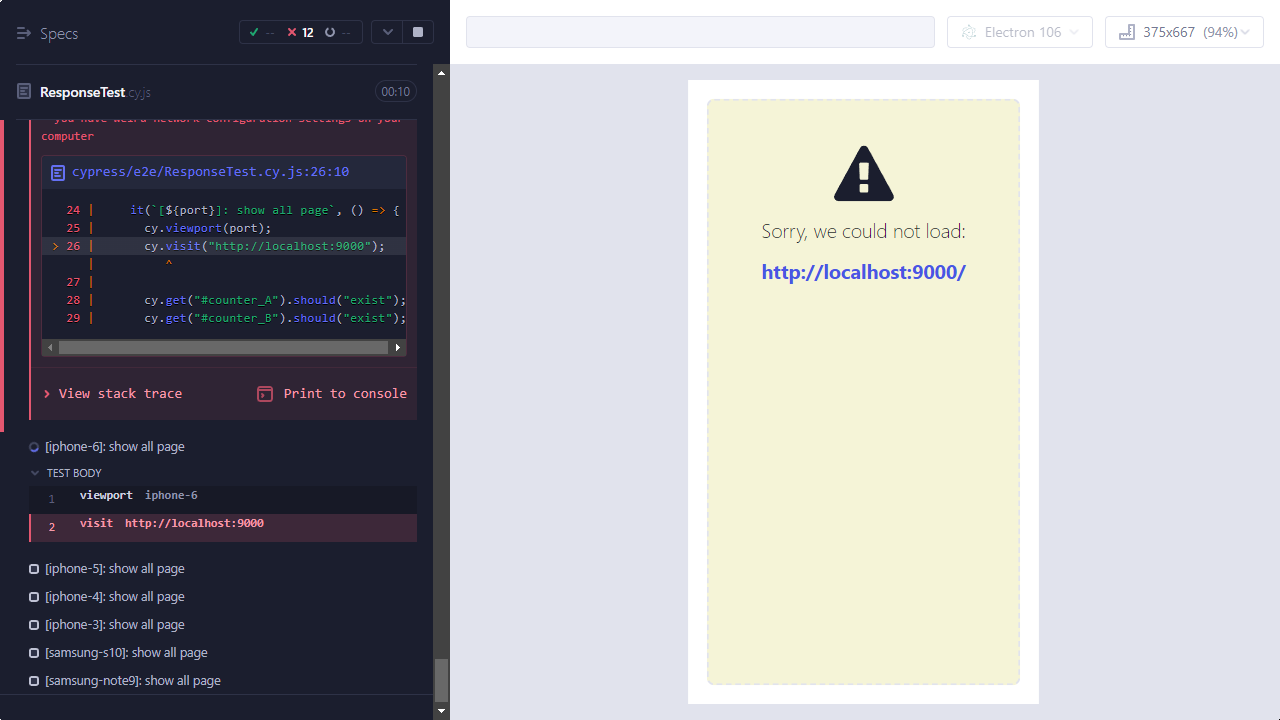 Specs
-- 12 --
Electron 106
375x667 (94%)
ResponseTest.cy.js
00:10
- you have weird network configuration settings on your
computer
cypress/e2e/ResponseTest.cy.js:26:10
24 | it(`[${port}]: show all page`, () => {
25 | cy.viewport(port);
> 26 | cy.visit("http://localhost:9000");
| ^
27 |
28 | cy.get("#counter_A").should("exist");
29 | cy.get("#counter_B").should("exist");
> View stack trace
Print to console
[iphone-6]: show all page
TEST BODY
1 viewport iphone-6
2 visit http://localhost:9000
[iphone-5]: show all page
[iphone-4]: show all page
[iphone-3]: show all page
[samsung-s10]: show all page
[samsung-note9]: show all page
Sorry, we could not load:
http://localhost:9000/